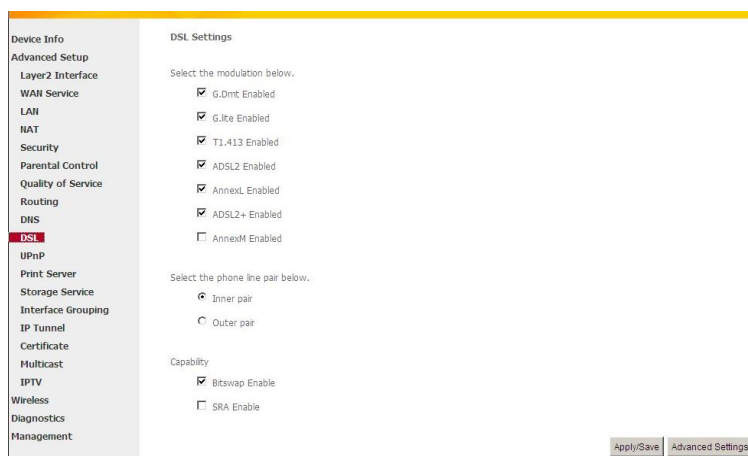 Device Info
Advanced Setup
Layer2 Interface
WAN Service
LAN
NAT
Security
Parental Control
Quality of Service
Routing
DNS
DSL
UPnP
Print Server
Storage Service
Interface Grouping
IP Tunnel
Certificate
Multicast
IPTV
Wireless
Diagnostics
Management
DSL Settings
Select the modulation below.
G.Dmt Enabled
G.lite Enabled
T1.413 Enabled
ADSL2 Enabled
AnnexL Enabled
ADSL2+ Enabled
AnnexM Enabled
Select the phone line pair below.
Inner pair
Outer pair
Capability
Bitswap Enable
SRA Enable
Apply/Save Advanced Settings